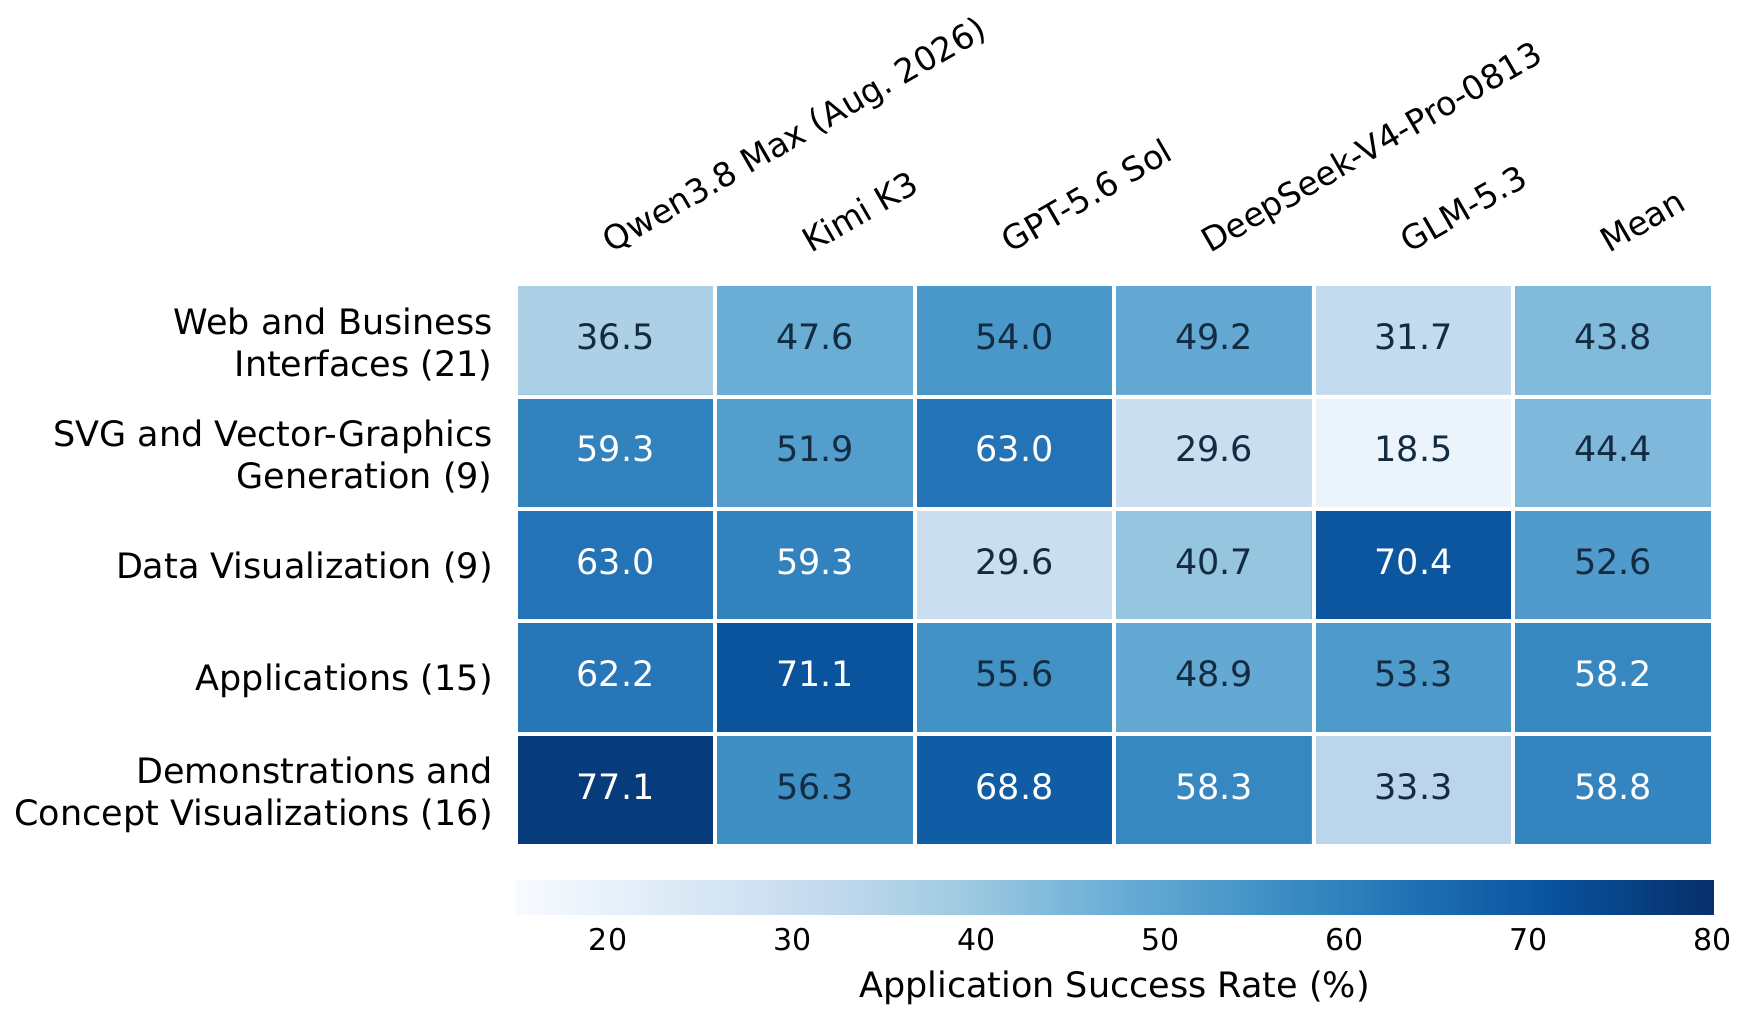 Qwen3.8 Max (Aug. 2026)
Kimi K3
GPT-5.6 Sol
DeepSeek-V4-Pro-0813
GLM-5.3
Mean
Web and Business
Interfaces (21)
36.5 47.6 54.0 49.2 31.7 43.8
SVG and Vector-Graphics
Generation (9)
59.3 51.9 63.0 29.6 18.5 44.4
Data Visualization (9)
63.0 59.3 29.6 40.7 70.4 52.6
Applications (15)
62.2 71.1 55.6 48.9 53.3 58.2
Demonstrations and
Concept Visualizations (16)
77.1 56.3 68.8 58.3 33.3 58.8
20 30 40 50 60 70 80
Application Success Rate (%)